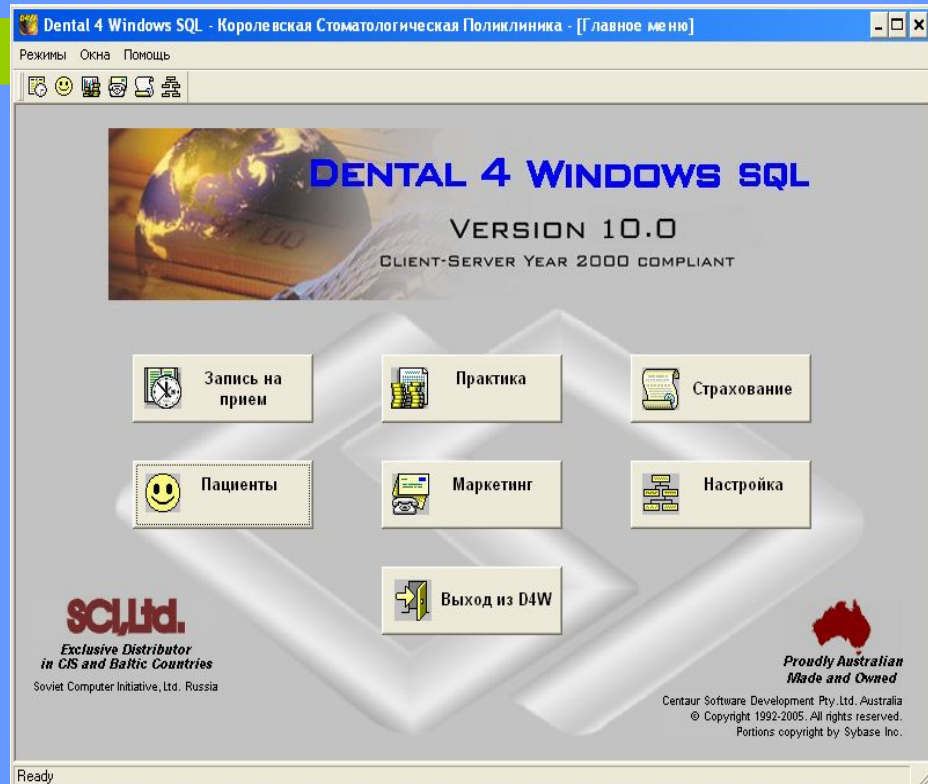 Dental 4 Windows SQL - Королевская Стоматологическая Поликлиника - [Главное меню]
Режимы Окна Помощь
DENTAL 4 WINDOWS SQL
VERSION 10.0
CLIENT-SERVER YEAR 2000 COMPLIANT
Запись на
прием
Практика
Страхование
Пациенты
Маркетинг
Настройка
Выход из D4W
SCI,Ltd.
Exclusive Distributor
in CIS and Baltic Countries
Soviet Computer Initiative, Ltd. Russia
Proudly Australian
Made and Owned
Centaur Software Development Pty. Ltd. Australia
© Copyright 1992-2005. All rights reserved.
Portions copyright by Sybase Inc.
Ready